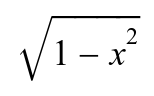 √(1 − x²)